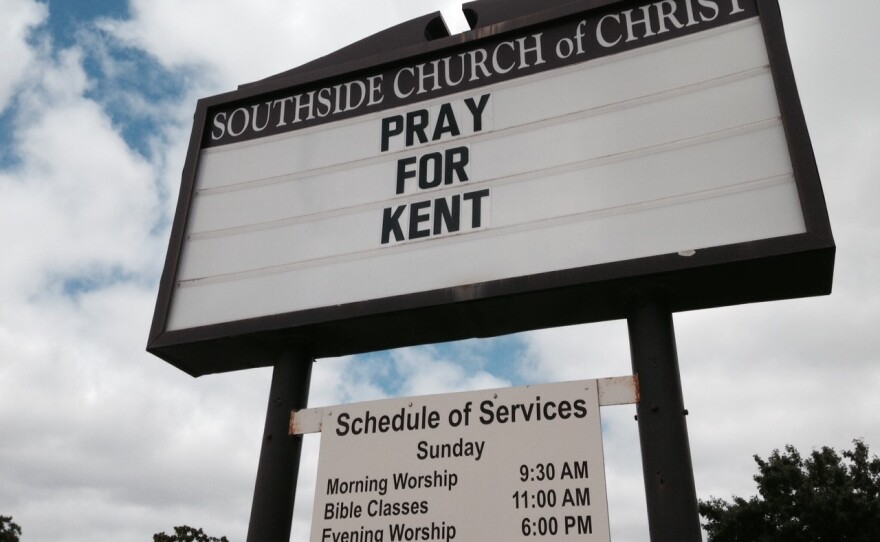 SOUTHSIDE CHURCH of CHRIST
PRAY
FOR
KENT
Schedule of Services
Sunday
Morning Worship 9:30 AM
Bible Classes 11:00 AM
Evening Worship 6:00 PM